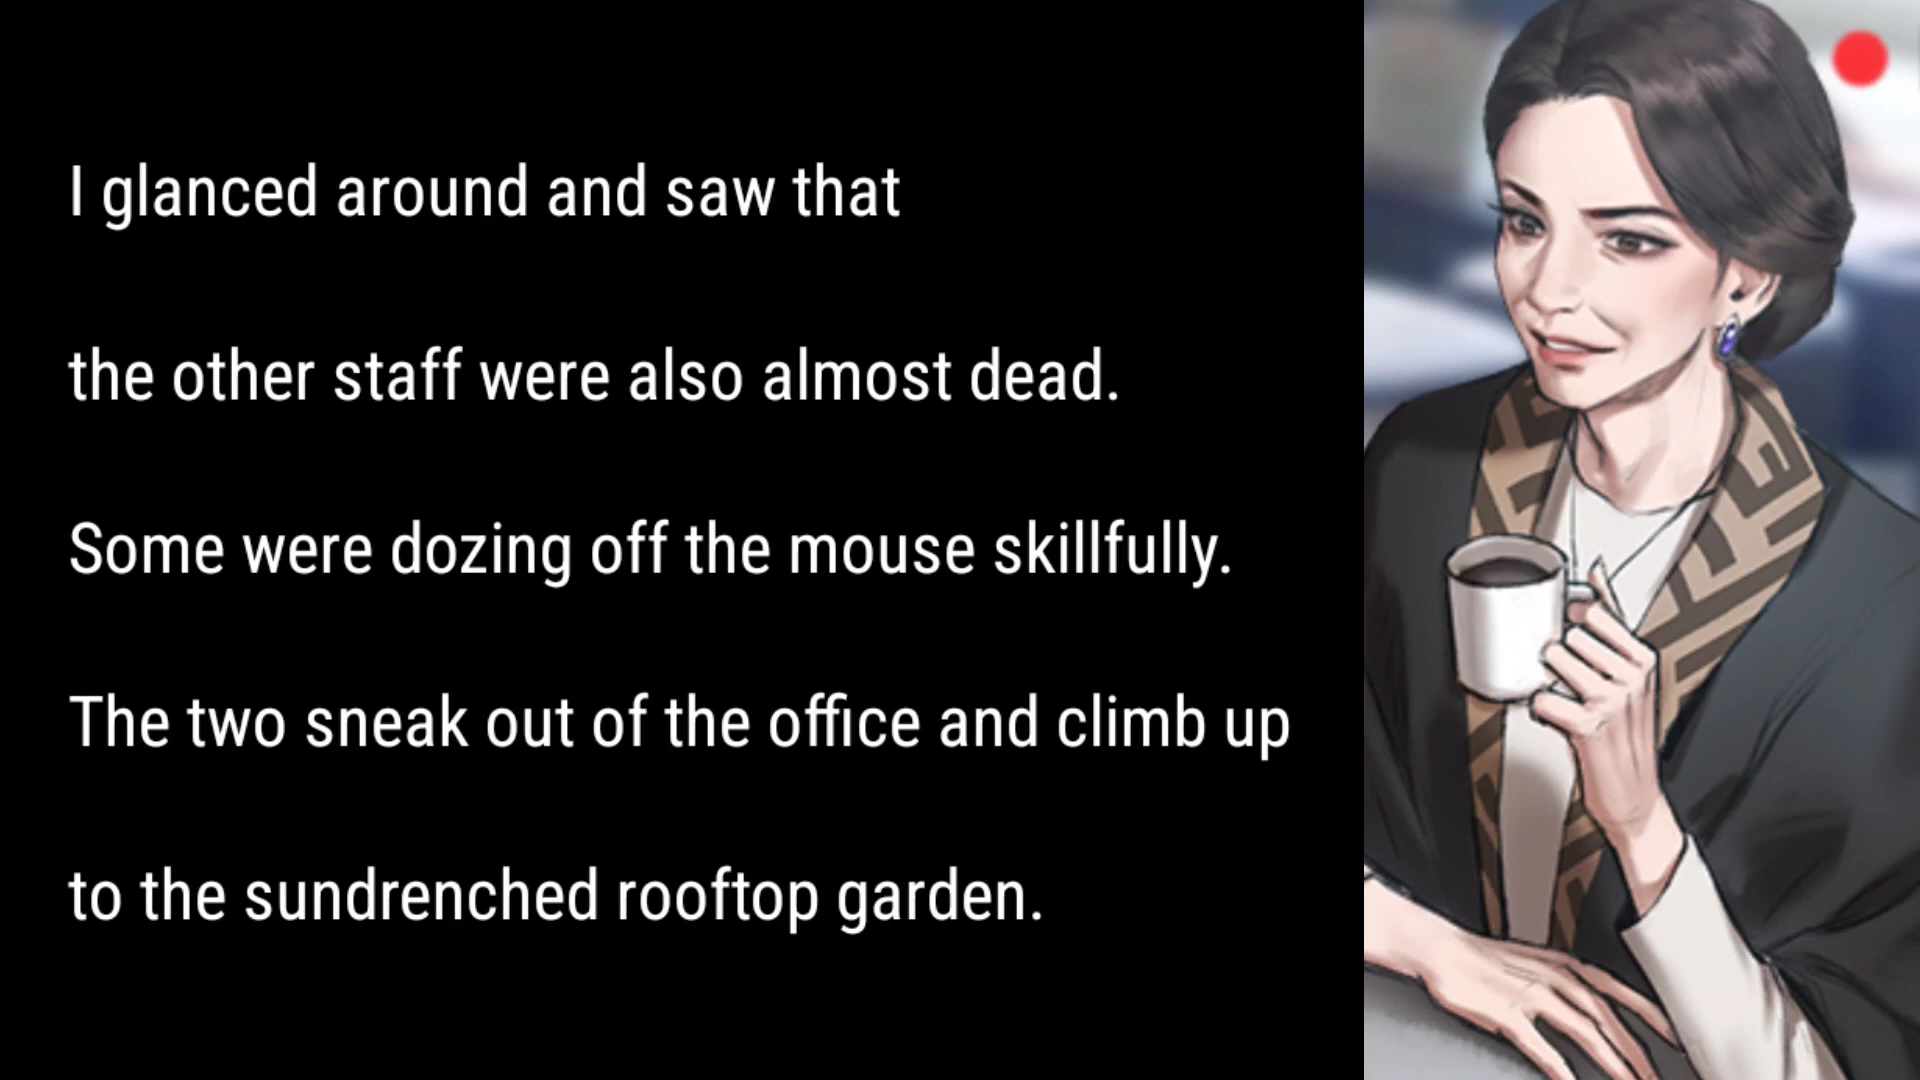 I glanced around and saw that
the other staff were also almost dead.
Some were dozing off the mouse skillfully.
The two sneak out of the office and climb up
to the sundrenched rooftop garden.